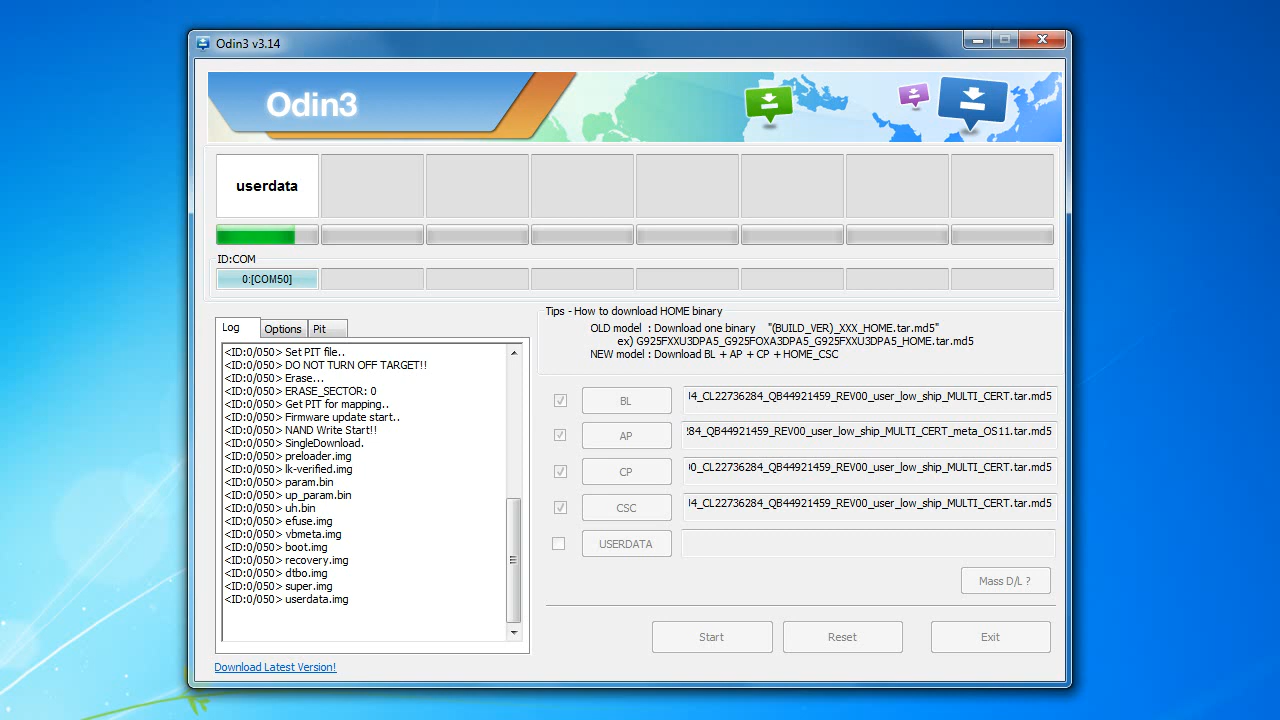 Odin3 v3.14
Odin3
userdata
ID:COM
0:[COM50]
Log
Options
Pit
<ID:0/050> Set PIT file..
<ID:0/050> DO NOT TURN OFF TARGET!!
<ID:0/050> Erase...
<ID:0/050> ERASE_SECTOR: 0
<ID:0/050> Get PIT for mapping..
<ID:0/050> Firmware update start..
<ID:0/050> NAND Write Start!!
<ID:0/050> SingleDownload.
<ID:0/050> preloader.img
<ID:0/050> lk-verified.img
<ID:0/050> param.bin
<ID:0/050> up_param.bin
<ID:0/050> uh.bin
<ID:0/050> efuse.img
<ID:0/050> vbmeta.img
<ID:0/050> boot.img
<ID:0/050> recovery.img
<ID:0/050> dtbo.img
<ID:0/050> super.img
<ID:0/050> userdata.img
Download Latest Version!
Tips - How to download HOME binary
OLD model : Download one binary "(BUILD_VER)_XXX_HOME.tar.md5"
ex) G925FXXU3DPA5_G925FOXA3DPA5_G925FXXU3DPA5_HOME.tar.md5
NEW model : Download BL + AP + CP + HOME_CSC
BL
4_CL22736284_QB44921459_REV00_user_low_ship_MULTI_CERT.tar.md5
AP
284_QB44921459_REV00_user_low_ship_MULTI_CERT_meta_OS11.tar.md5
CP
0_CL22736284_QB44921459_REV00_user_low_ship_MULTI_CERT.tar.md5
CSC
4_CL22736284_QB44921459_REV00_user_low_ship_MULTI_CERT.tar.md5
USERDATA
Mass D/L ?
Start
Reset
Exit